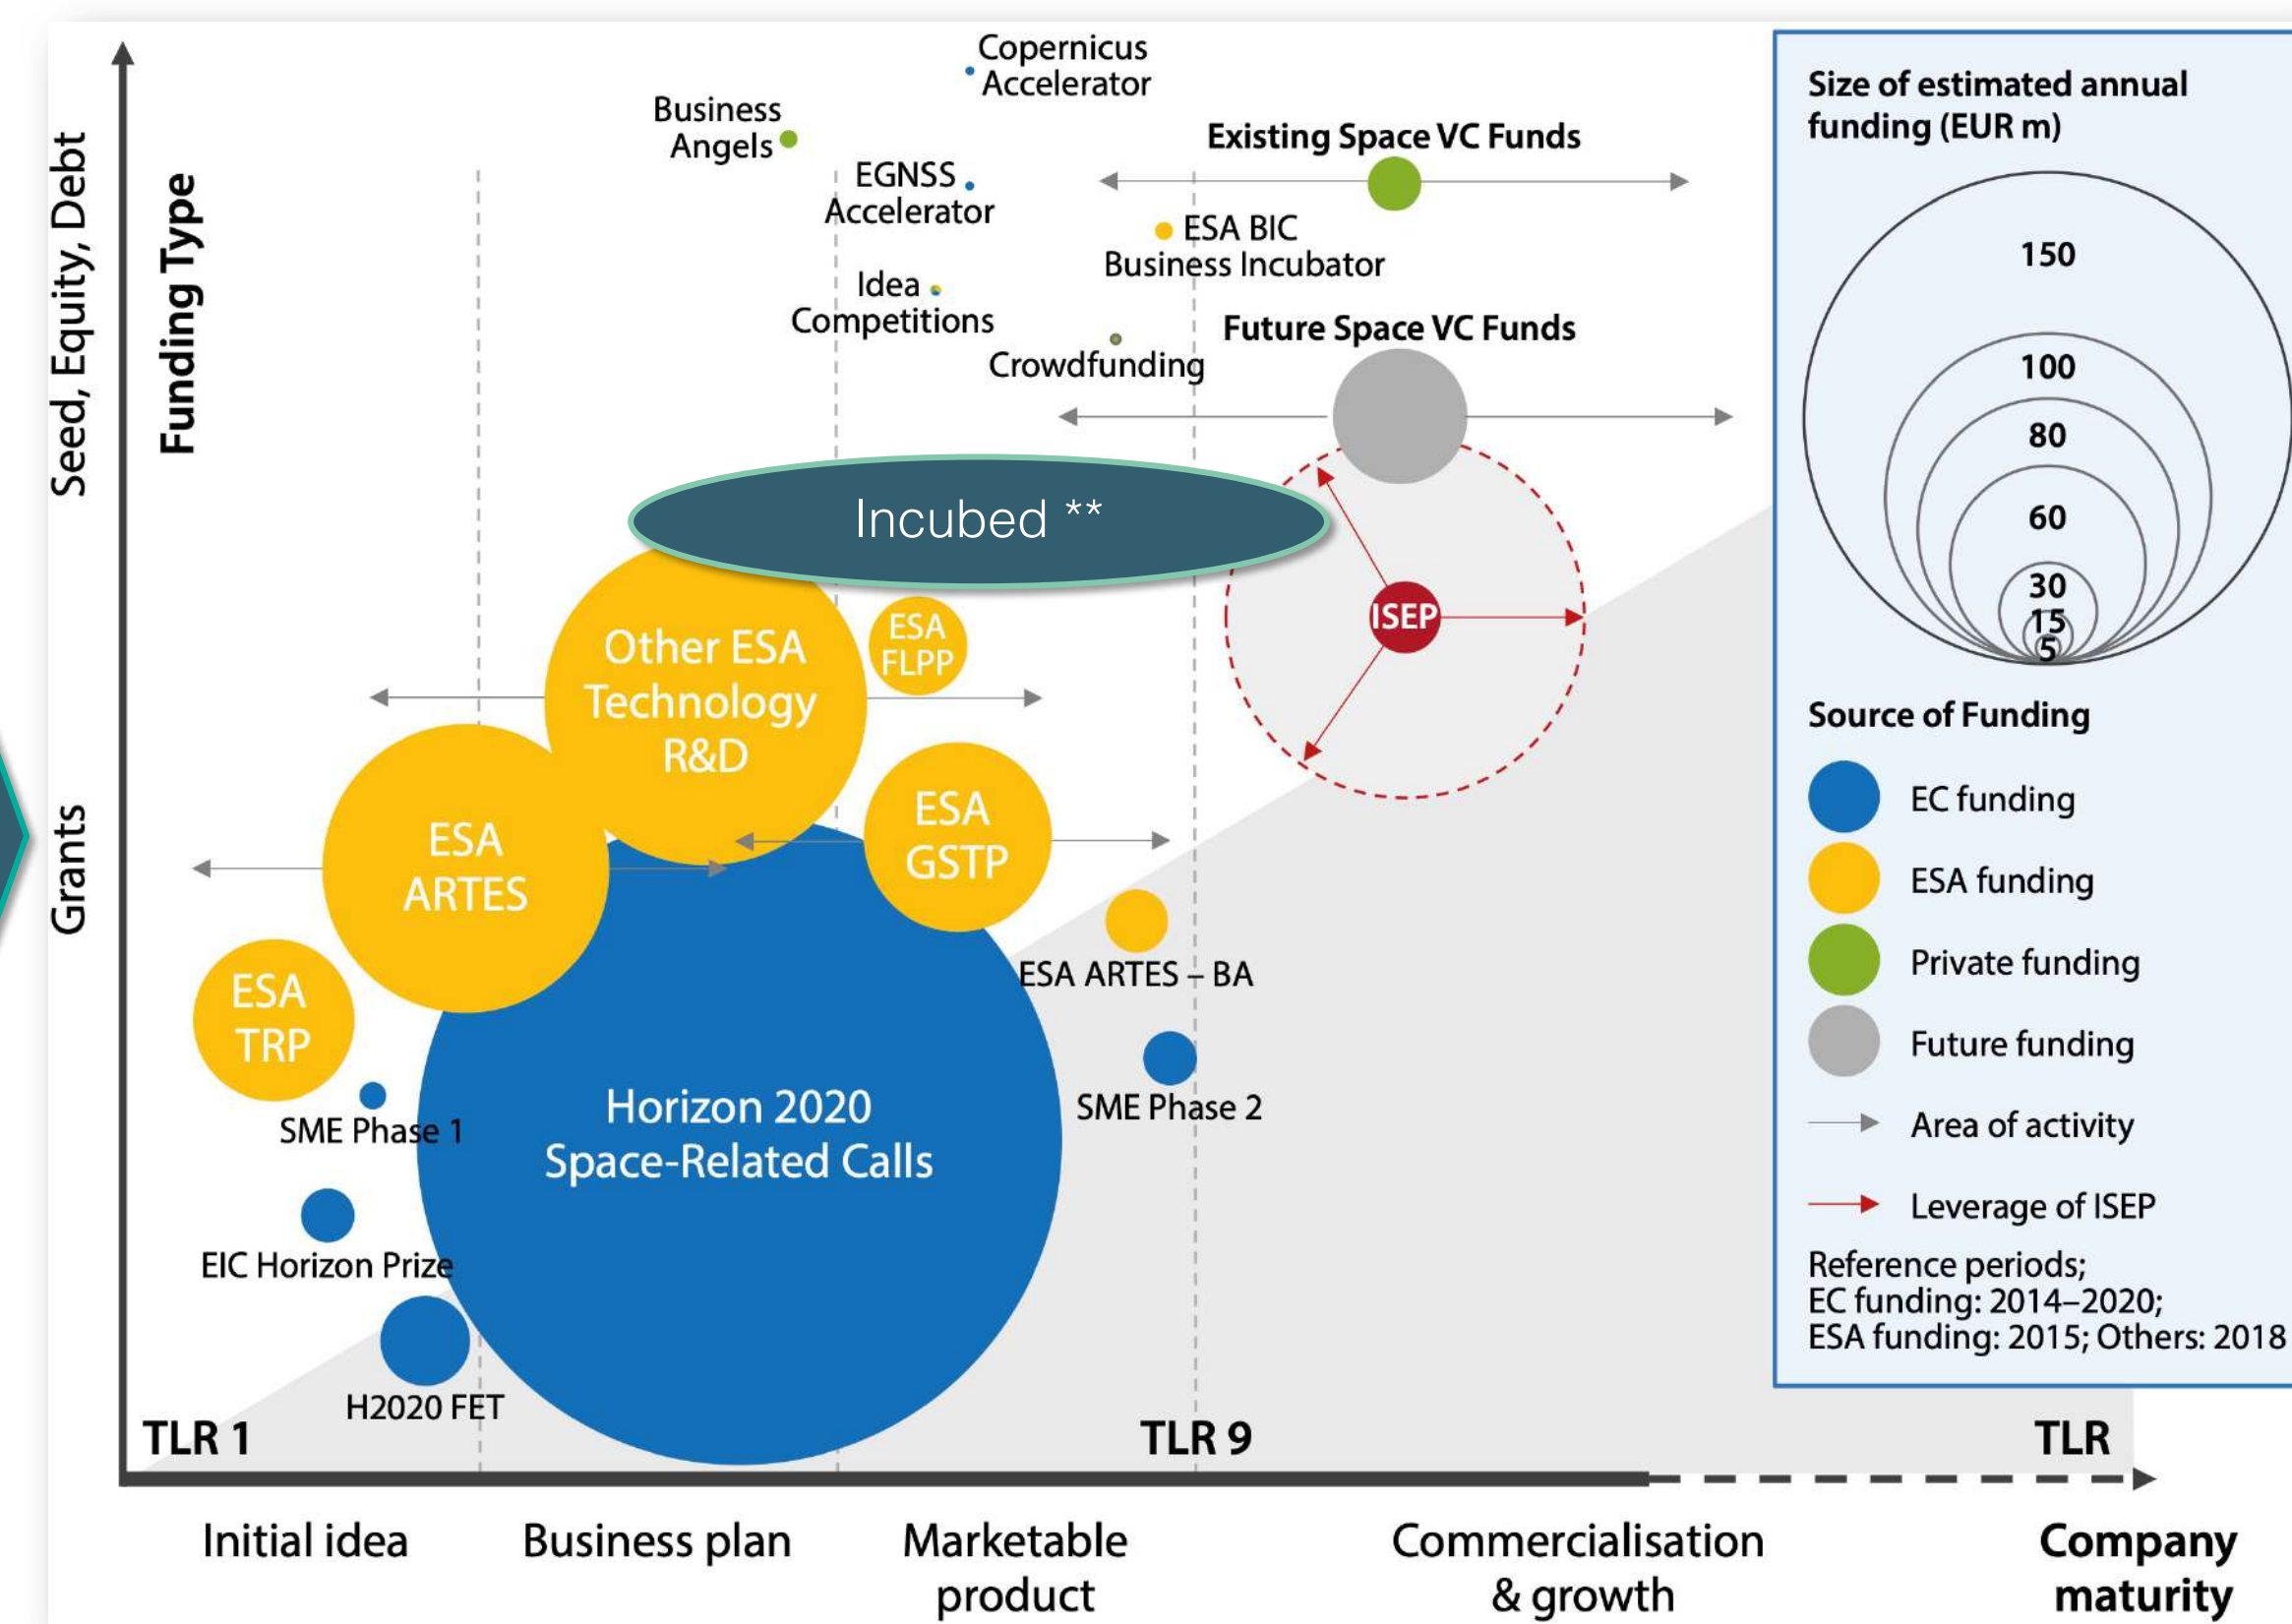 Seed, Equity, Debt
Grants
Funding Type
Copernicus
Accelerator
Business
Angels
EGNSS
Accelerator
Existing Space VC Funds
ESA BIC
Business Incubator
Idea
Competitions
Future Space VC Funds
Crowdfunding
Incubed **
Other ESA
Technology
R&D
ESA
FLPP
ISEP
ESA
ARTES
ESA
GSTP
ESA ARTES – BA
ESA
TRP
SME Phase 1
Horizon 2020
Space-Related Calls
SME Phase 2
EIC Horizon Prize
H2020 FET
TLR 1
TLR 9
TLR
Initial idea
Business plan
Marketable
product
Commercialisation
& growth
Company
maturity
Size of estimated annual
funding (EUR m)
150
100
80
60
30
15
5
Source of Funding
EC funding
ESA funding
Private funding
Future funding
Area of activity
Leverage of ISEP
Reference periods;
EC funding: 2014–2020;
ESA funding: 2015; Others: 2018